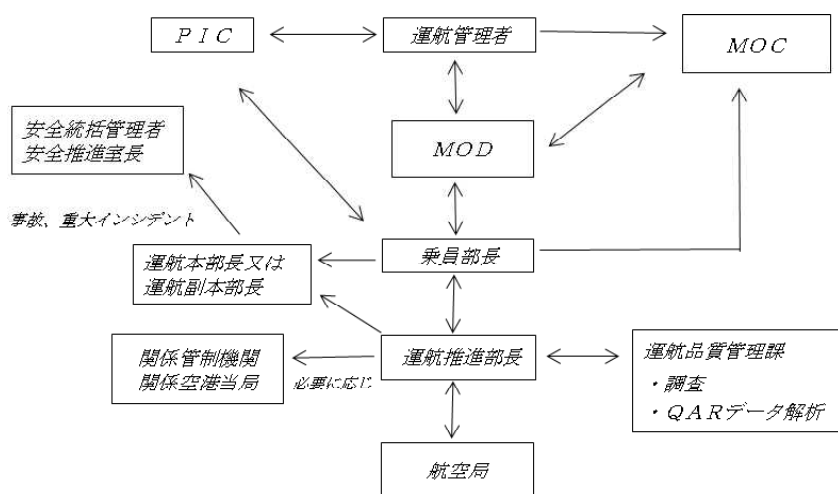 ＰＩＣ
運航管理者
ＭＯＣ
安全統括管理者
安全推進室長
ＭＯＤ
事故、重大インシデント
運航本部長又は
運航副本部長
乗員部長
関係管制機関
関係空港当局
必要に応じ
運航推進部長
運航品質管理課
・調査
・ＱＡＲデータ解析
航空局